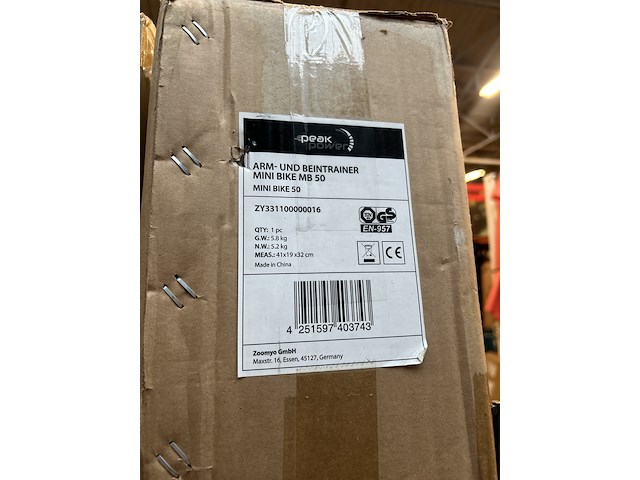 peak
power
ARM- UND BEINTRAINER
MINI BIKE MB 50
MINI BIKE 50
ZY331100000016
QTY: 1 pc
G.W.: 5.8 kg
N.W.: 5.2 kg
MEAS.: 41x19 x32 cm
Made in China
GS
EN-957
CE
4 251597 403743
Zoomyo GmbH
Maxstr. 16, Essen, 45127, Germany